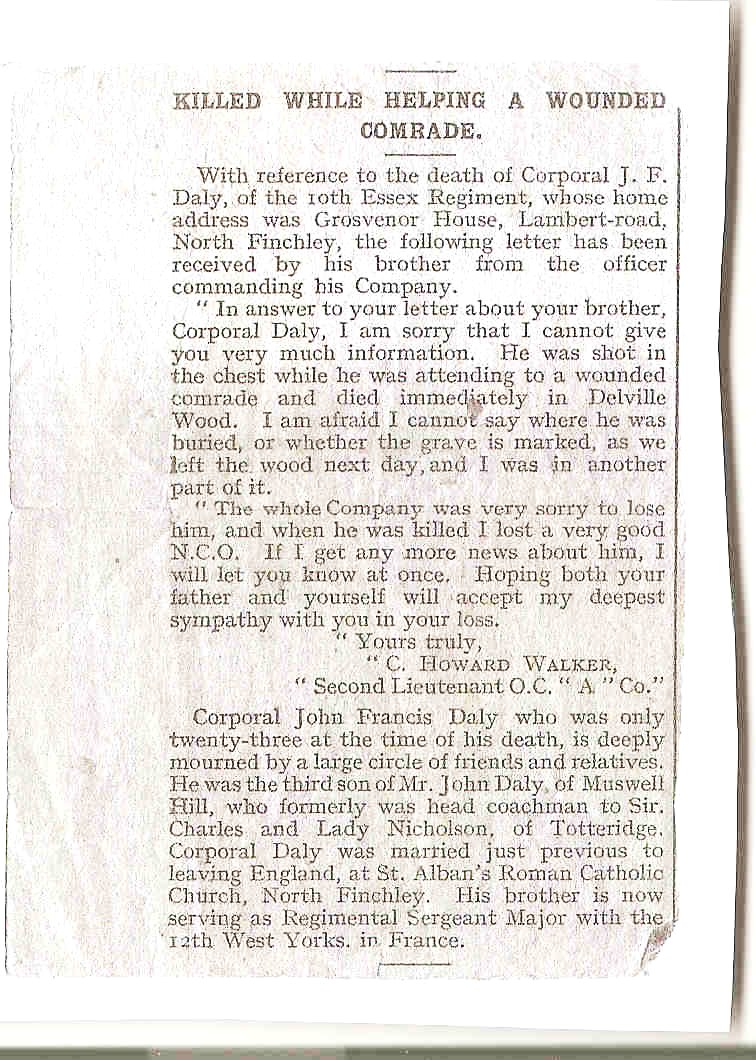 KILLED WHILE HELPING A WOUNDED
COMRADE.
With reference to the death of Corporal J. F.
Daly, of the 10th Essex Regiment, whose home
address was Grosvenor House, Lambert-road,
North Finchley, the following letter has been
received by his brother from the officer
commanding his Company.
" In answer to your letter about your brother,
Corporal Daly, I am sorry that I cannot give
you very much information. He was shot in
the chest while he was attending to a wounded
comrade and died immediately in Delville
Wood. I am afraid I cannot say where he was
buried, or whether the grave is marked, as we
left the wood next day, and I was in another
part of it.
" The whole Company was very sorry to lose
him, and when he was killed I lost a very good
N.C.O. If I get any more news about him, I
will let you know at once. Hoping both your
father and yourself will accept my deepest
sympathy with you in your loss.
" Yours truly,
" C. HOWARD WALKER,
" Second Lieutenant O.C. " A " Co."
Corporal John Francis Daly who was only
twenty-three at the time of his death, is deeply
mourned by a large circle of friends and relatives.
He was the third son of Mr. John Daly, of Muswell
Hill, who formerly was head coachman to Sir.
Charles and Lady Nicholson, of Totteridge.
Corporal Daly was married just previous to
leaving England, at St. Alban's Roman Catholic
Church, North Finchley. His brother is now
serving as Regimental Sergeant Major with the
12th West Yorks. in France.